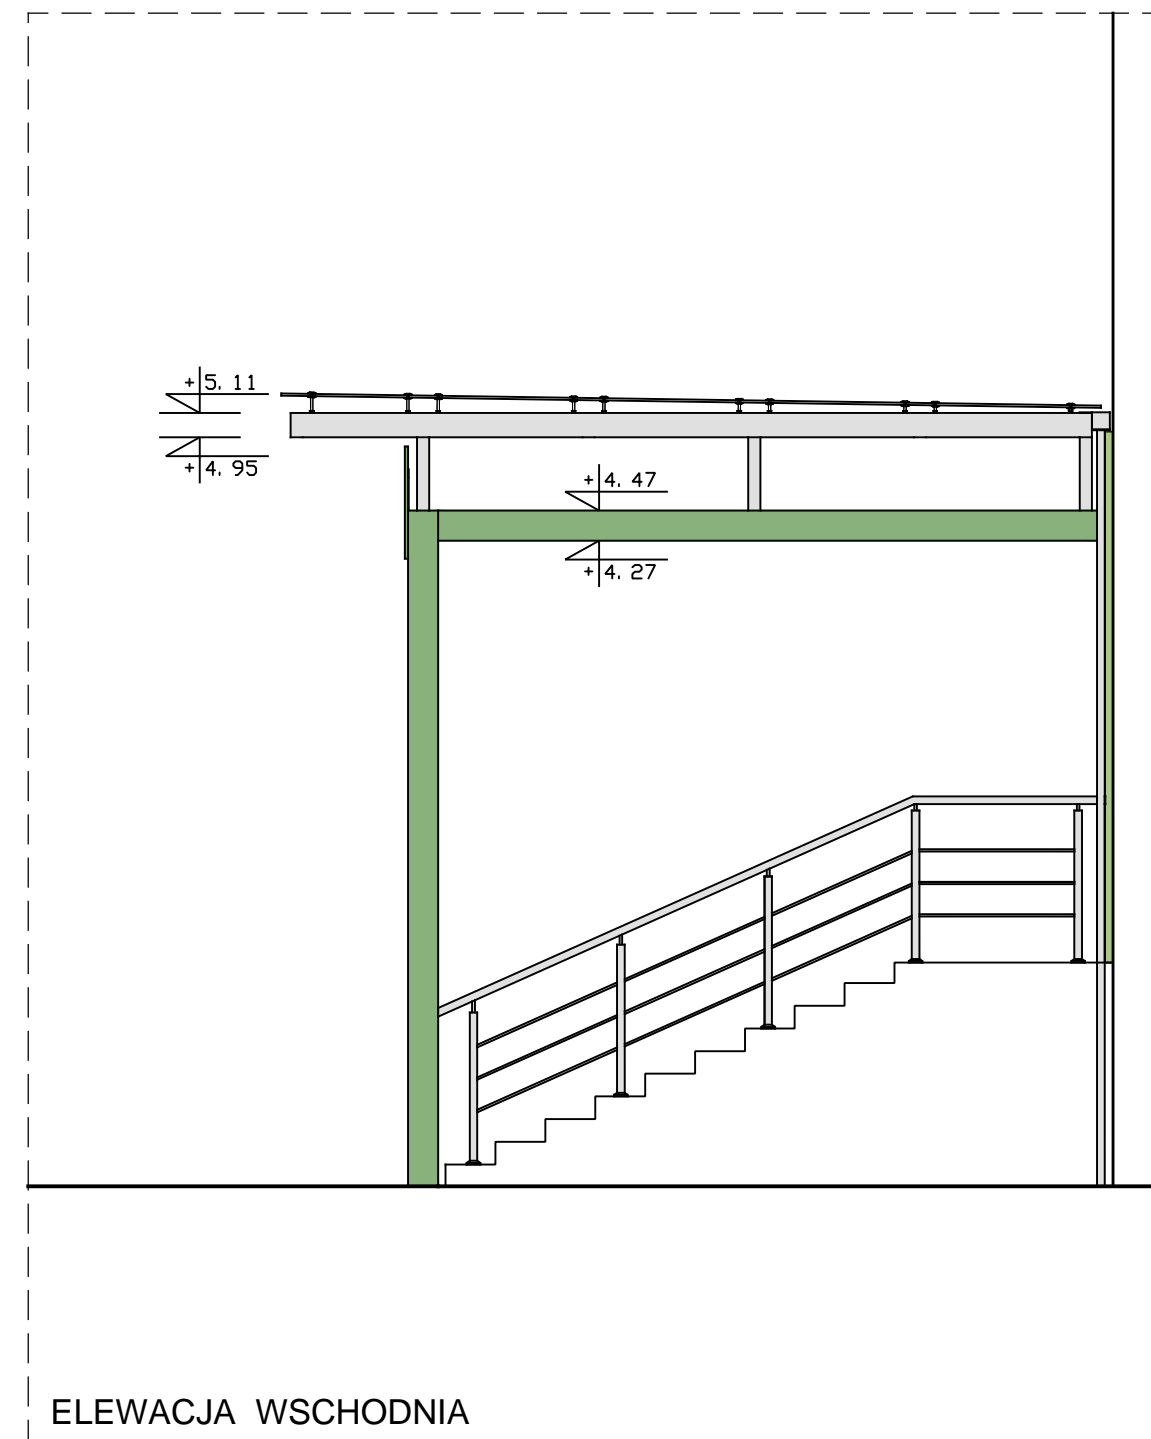 +5, 11
+4, 95
+4, 47
+4, 27
ELEWACJA WSCHODNIA